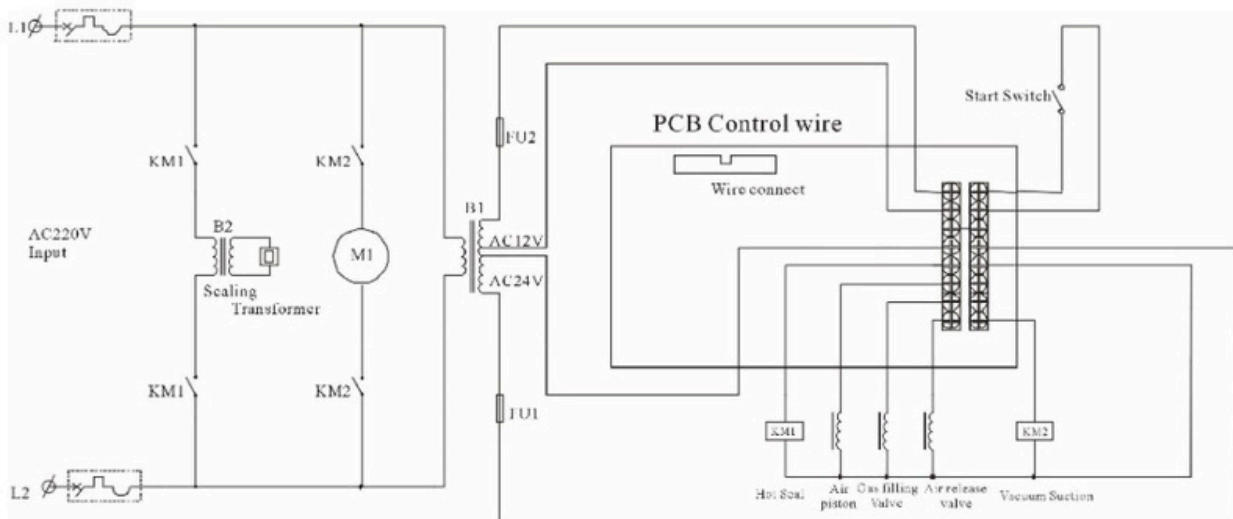 L1
Start Switch
PCB Control wire
FU2
KM1
KM2
Wire connect
B2
B1
AC220V
Input
M1
AC12V
AC24V
Sealing
Transformer
KM1
KM2
FU1
KM1
KM2
L2
Hot Seal
Air
piston
Gas filling
Valve
Air release
valve
Vacuum Suction